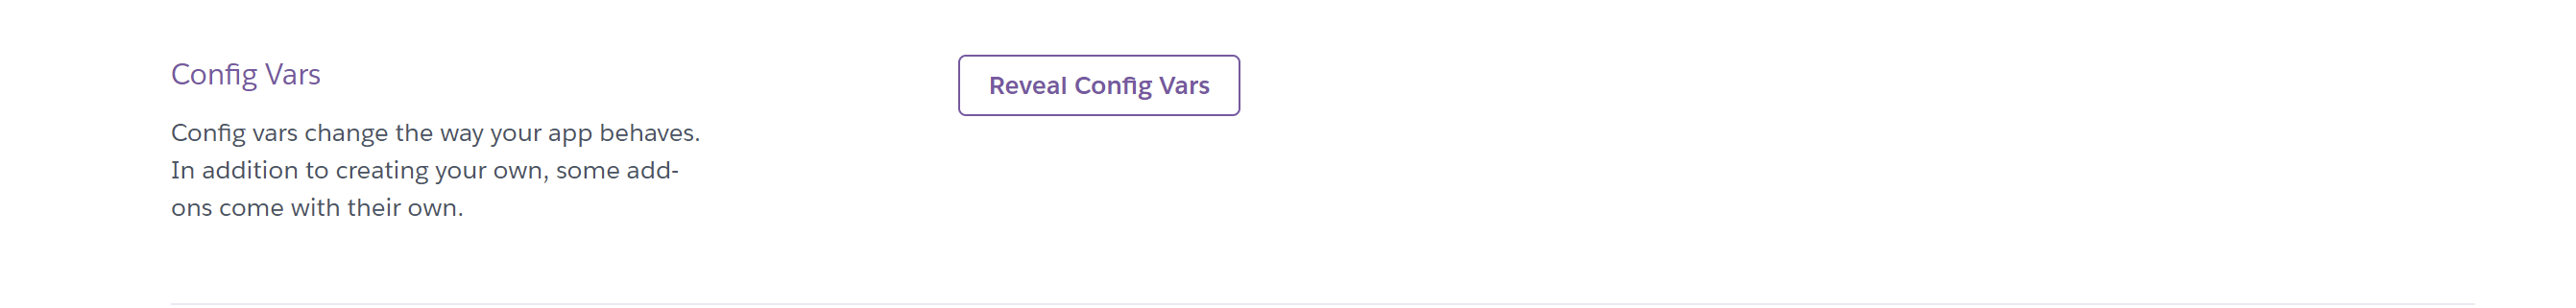 Config Vars
Reveal Config Vars
Config vars change the way your app behaves.
In addition to creating your own, some add-
ons come with their own.